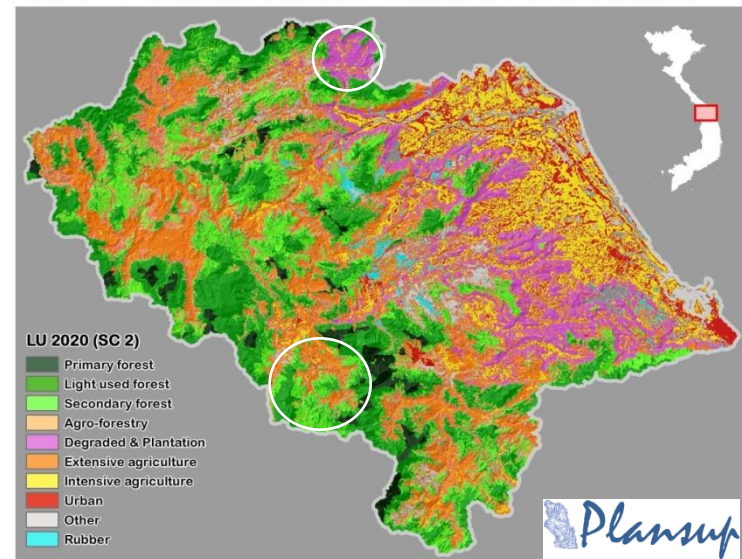 LU 2020 (SC 2)
Primary forest
Light used forest
Secondary forest
Agro-forestry
Degraded & Plantation
Extensive agriculture
Intensive agriculture
Urban
Other
Rubber
Plansup